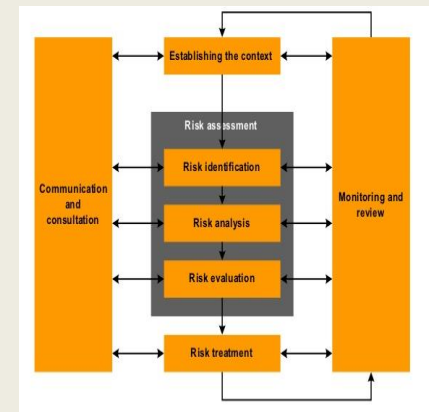 Establishing the context
Risk assessment
Risk identification
Communication
and
consultation
Monitoring and
review
Risk analysis
Risk evaluation
Risk treatment